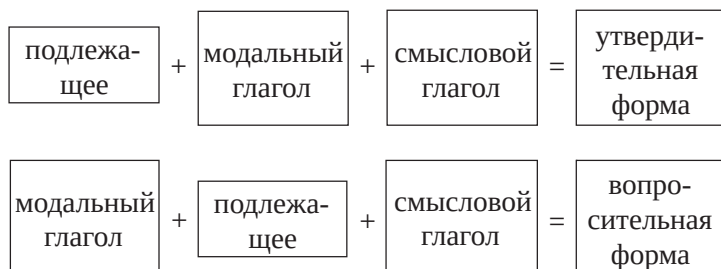 подлежа-
щее + модальный
глагол + смысловой
глагол = утверди-
тельная
форма
модальный
глагол + подлежа-
щее + смысловой
глагол = вопро-
сительная
форма